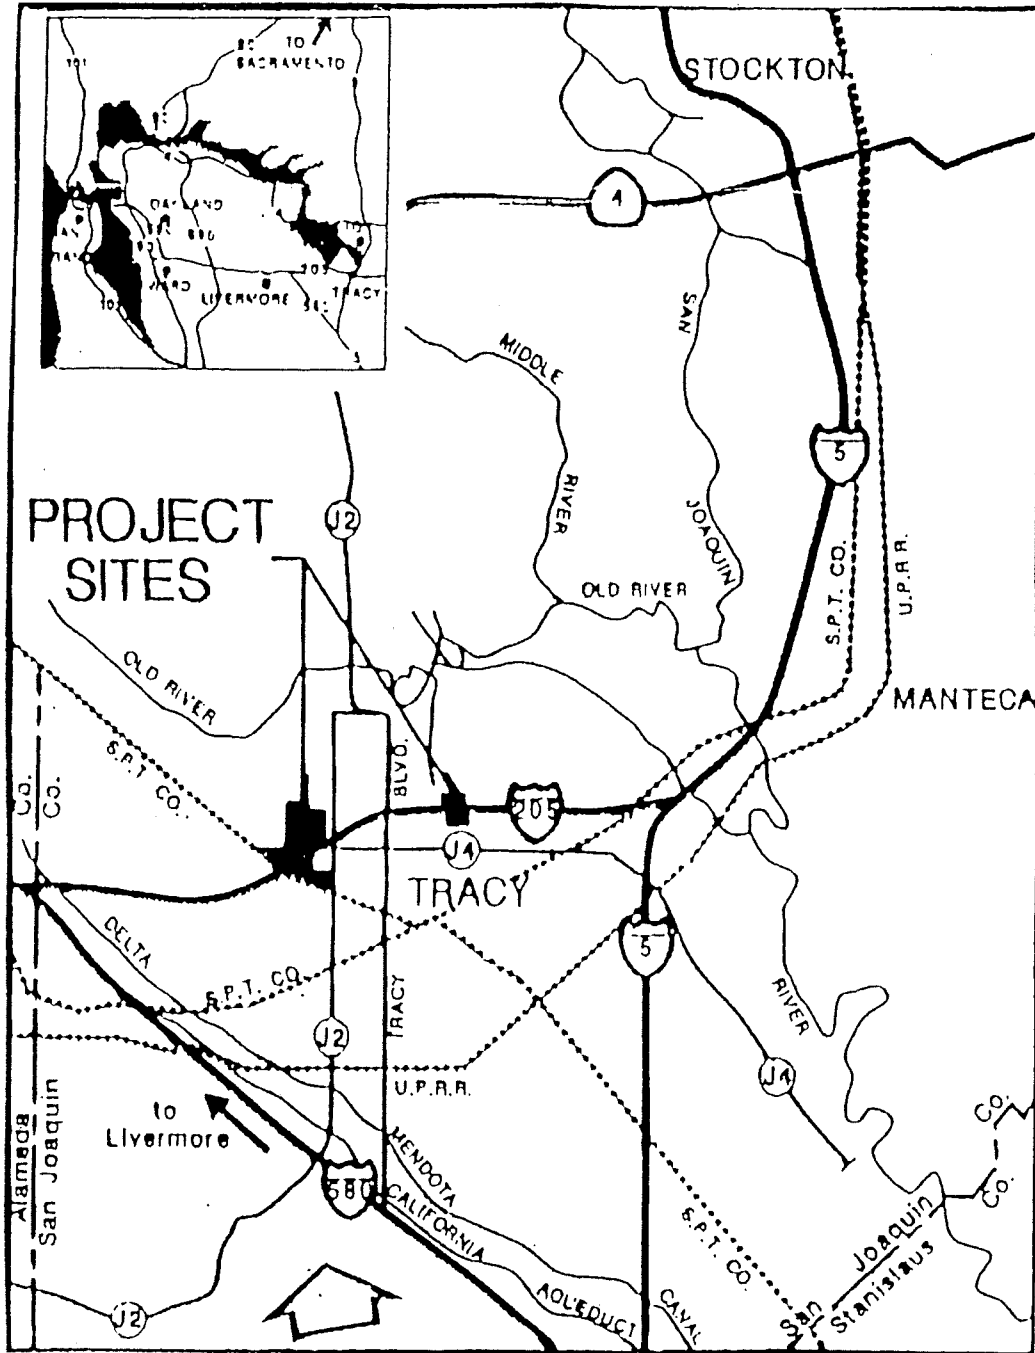 TO
SACRAMENTO
101
OAKLAND
LIVERMORE
TRACY
STOCKTON
4
SAN
MIDDLE
RIVER
JOAQUIN
5
PROJECT
SITES
J2
OLD RIVER
S.P.T. CO.
U.P.R.R.
OLD RIVER
MANTECA
S.P.T. CO.
BLVD.
Co.
Co.
205
J4
TRACY
DELTA
S.P.T. CO.
5
TRACY
J2
RIVER
U.P.R.R.
J4
to
Livermore
Alameda
San Joaquin
MENDOTA
580
CALIFORNIA
S.P.T. CO.
Co.
Co.
San Joaquin
Stanislaus
J2
AQUEDUCT
CANAL